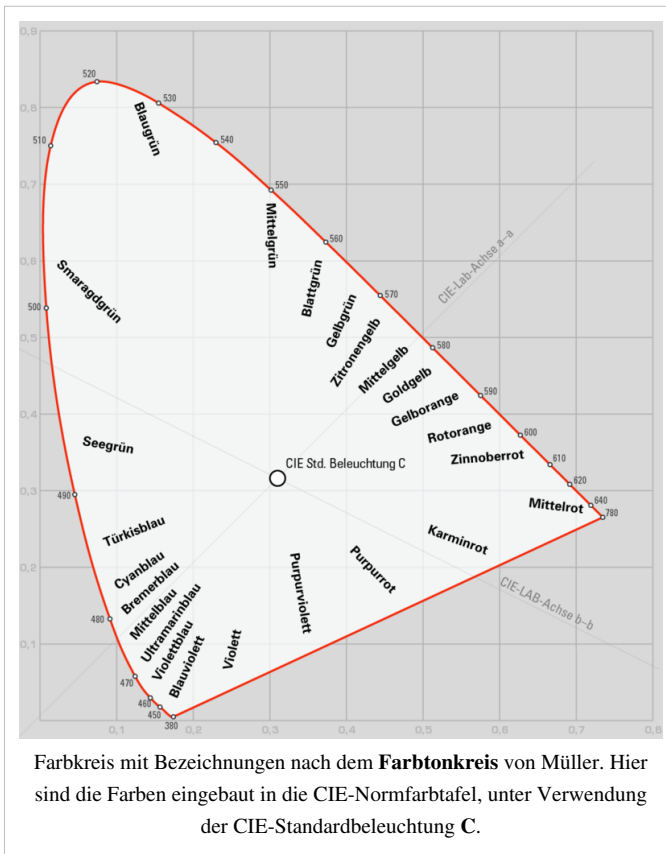 0,9
520
530
0,8
Blaugrün
510
540
0,7
550
Mittelgrün
560
CIE-Lab-Achse a-a
0,6
Smaragdgrün
Blattgrün
570
Gelbgrün
500
Zitronengelb
0,5
580
Mittelgelb
Goldgelb
590
0,4
Gelborange
Rotorange
600
Seegrün
CIE Std. Beleuchtung C
Zinnoberrot
610
620
0,3
490
Mittelrot
640
780
Türkisblau
Karminrot
Purpurrot
Purpurviolett
0,2
Cyanblau
Bremerblau
CIE-LAB-Achse b-b
480
Mittelblau
Ultramarinblau
0,1
Violettblau
Blauviolett
Violett
470
460
450
380
0,1 0,2 0,3 0,4 0,5 0,6 0,7 0,8
Farbkreis mit Bezeichnungen nach dem Farbtonkreis von Müller. Hier
sind die Farben eingebaut in die CIE-Normfarbtafel, unter Verwendung
der CIE-Standardbeleuchtung C.